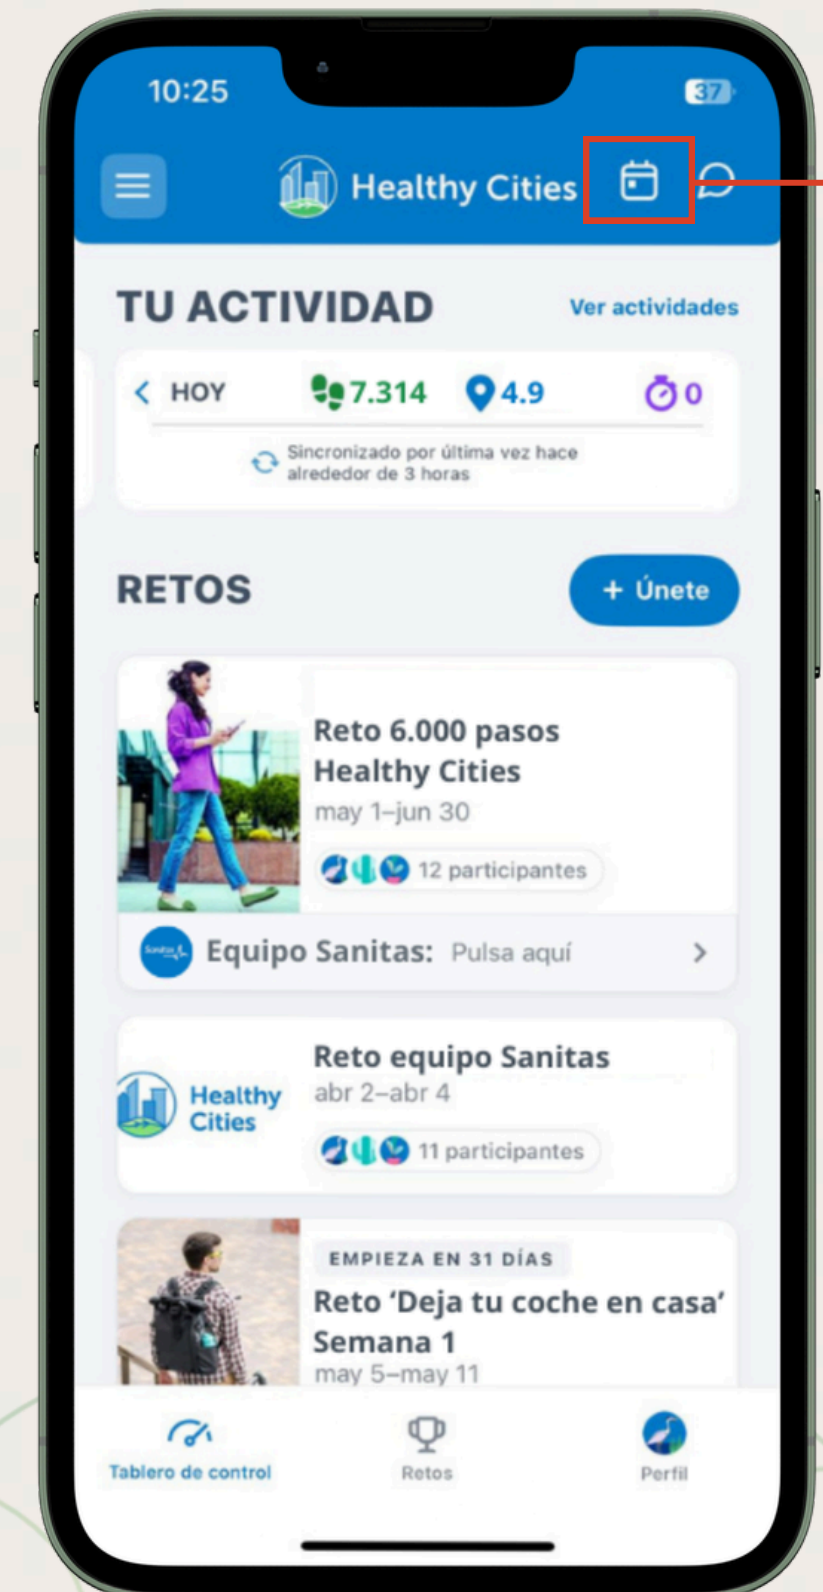 10:25
37
Healthy Cities
TU ACTIVIDAD
Ver actividades
HOY
7.314
4.9
0
Sincronizado por última vez hace
alrededor de 3 horas
RETOS
+ Únete
Reto 6.000 pasos
Healthy Cities
may 1–jun 30
12 participantes
Sanitas
Equipo Sanitas: Pulsa aquí
Healthy
Cities
Reto equipo Sanitas
abr 2–abr 4
11 participantes
EMPIEZA EN 31 DÍAS
Reto ‘Deja tu coche en casa’
Semana 1
may 5–may 11
Tablero de control
Retos
Perfil